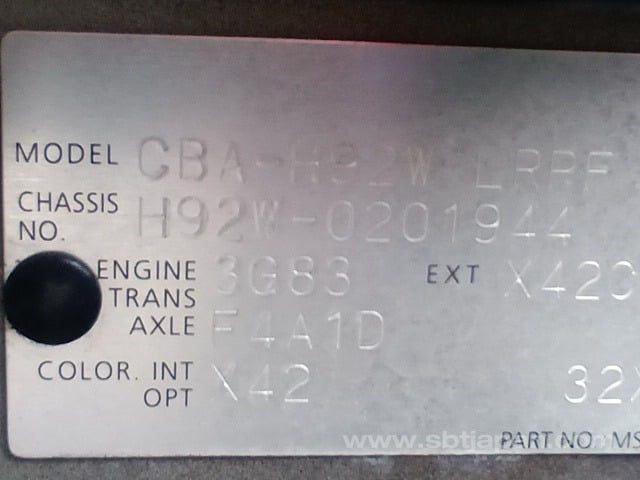 MODEL CBA-H92W LRPF
CHASSIS NO. H92W-0201944
ENGINE 3G83 EXT X42C
TRANS AXLE F4A1D
COLOR. INT OPT X42 32X
PART NO. MS
www.sbtjapan.com